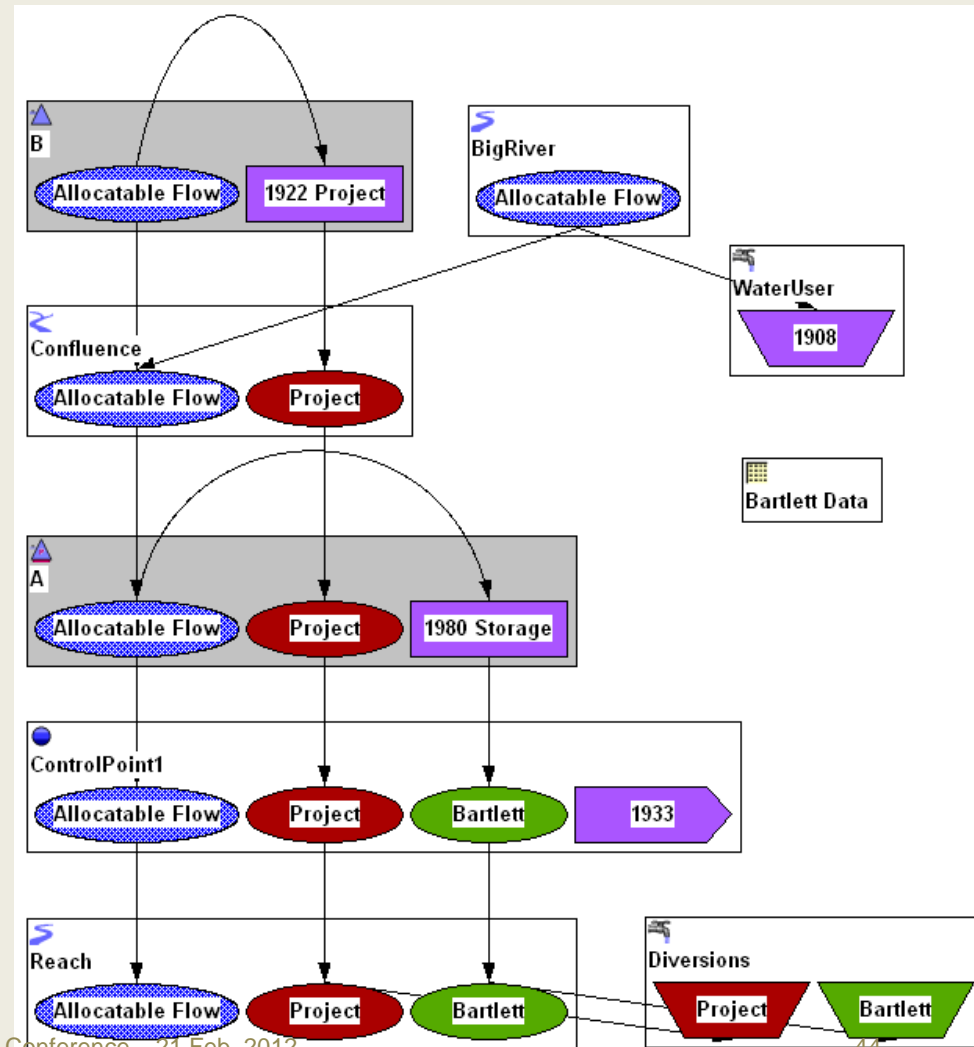 B
Allocatable Flow
1922 Project
BigRiver
Allocatable Flow
WaterUser
1908
Confluence
Allocatable Flow
Project
Bartlett Data
A
Allocatable Flow
Project
1980 Storage
ControlPoint1
Allocatable Flow
Project
Bartlett
1933
Reach
Allocatable Flow
Project
Bartlett
Diversions
Project
Bartlett
Conference 21 Feb, 2012
44